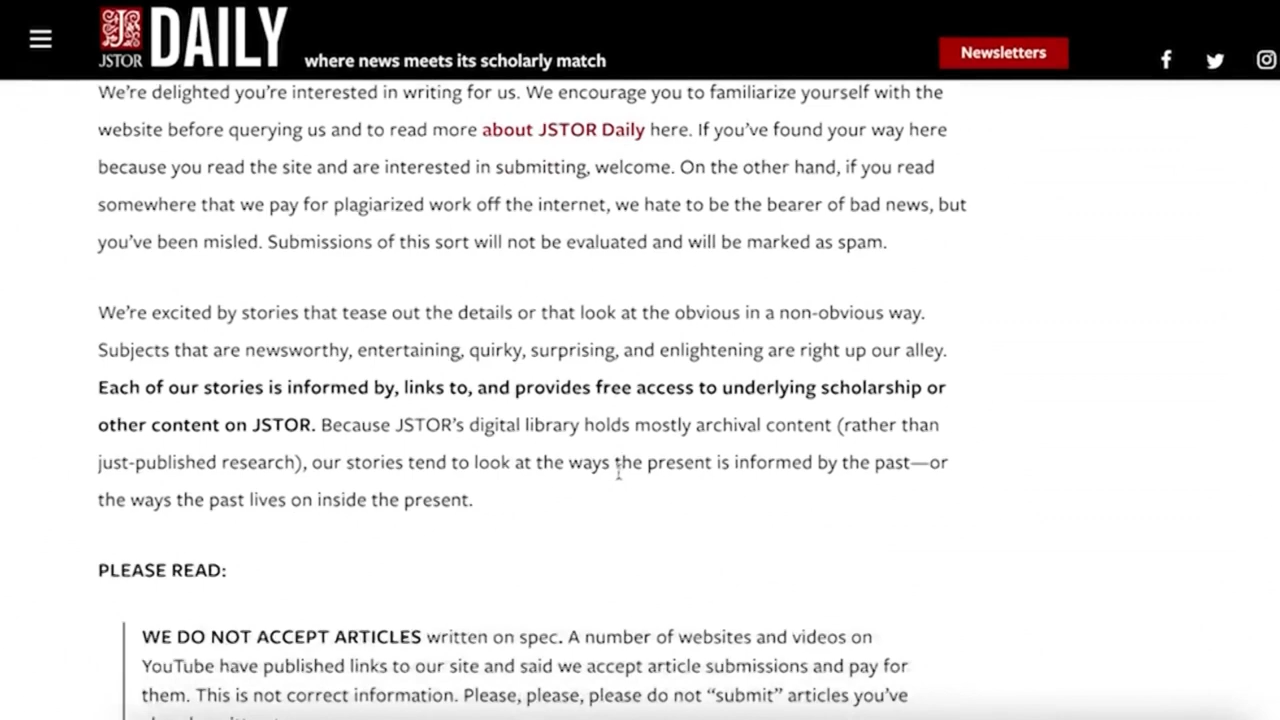 JSTOR DAILY where news meets its scholarly match
Newsletters
We're delighted you're interested in writing for us. We encourage you to familiarize yourself with the
website before querying us and to read more about JSTOR Daily here. If you've found your way here
because you read the site and are interested in submitting, welcome. On the other hand, if you read
somewhere that we pay for plagiarized work off the internet, we hate to be the bearer of bad news, but
you've been misled. Submissions of this sort will not be evaluated and will be marked as spam.
We're excited by stories that tease out the details or that look at the obvious in a non-obvious way.
Subjects that are newsworthy, entertaining, quirky, surprising, and enlightening are right up our alley.
Each of our stories is informed by, links to, and provides free access to underlying scholarship or
other content on JSTOR. Because JSTOR's digital library holds mostly archival content (rather than
just-published research), our stories tend to look at the ways the present is informed by the past—or
the ways the past lives on inside the present.
PLEASE READ:
WE DO NOT ACCEPT ARTICLES written on spec. A number of websites and videos on
YouTube have published links to our site and said we accept article submissions and pay for
them. This is not correct information. Please, please, please do not “submit” articles you've